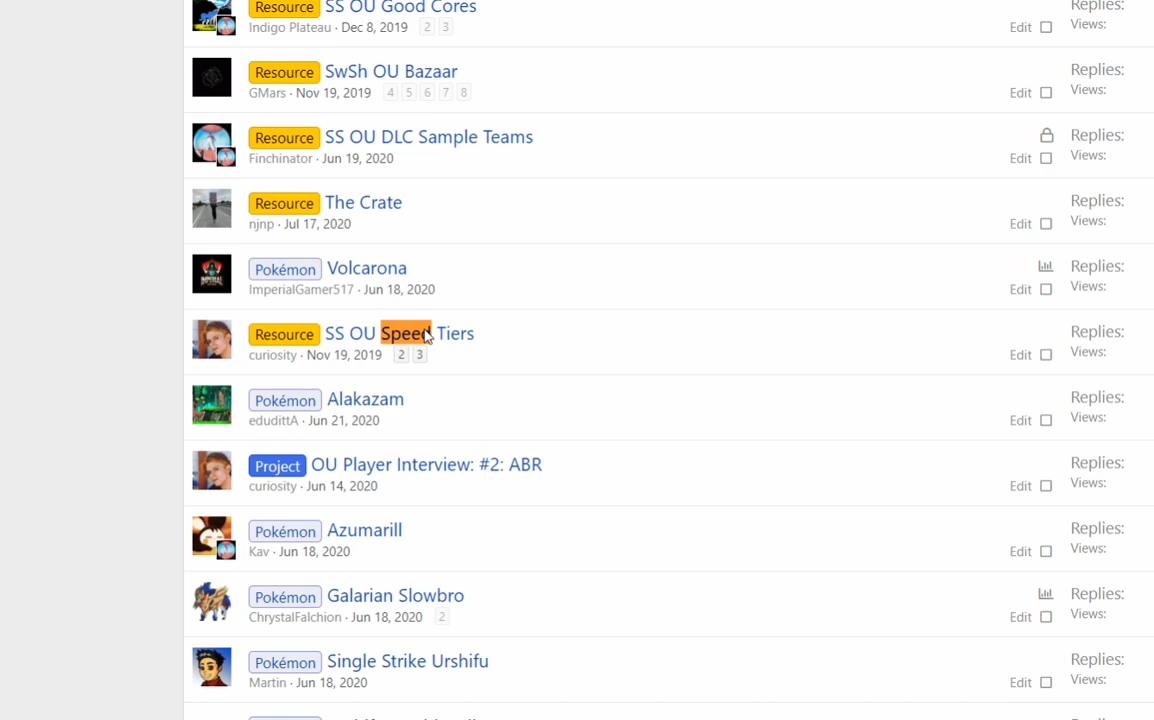 Resource SS OU Good Cores Replies:
Indigo Plateau · Dec 8, 2019 2 3 Edit Views:
Resource SwSh OU Bazaar Replies:
GMars · Nov 19, 2019 4 5 6 7 8 Edit Views:
Resource SS OU DLC Sample Teams Replies:
Finchinator · Jun 19, 2020 Edit Views:
Resource The Crate Replies:
njnp · Jul 17, 2020 Edit Views:
Pokémon Volcarona Replies:
ImperialGamer517 · Jun 18, 2020 Edit Views:
Resource SS OU Speed Tiers Replies:
curiosity · Nov 19, 2019 2 3 Edit Views:
Pokémon Alakazam Replies:
edudittA · Jun 21, 2020 Edit Views:
Project OU Player Interview: #2: ABR Replies:
curiosity · Jun 14, 2020 Edit Views:
Pokémon Azumarill Replies:
Kav · Jun 18, 2020 Edit Views:
Pokémon Galarian Slowbro Replies:
ChrystalFalchion · Jun 18, 2020 2 Edit Views:
Pokémon Single Strike Urshifu Replies:
Martin · Jun 18, 2020 Edit Views: